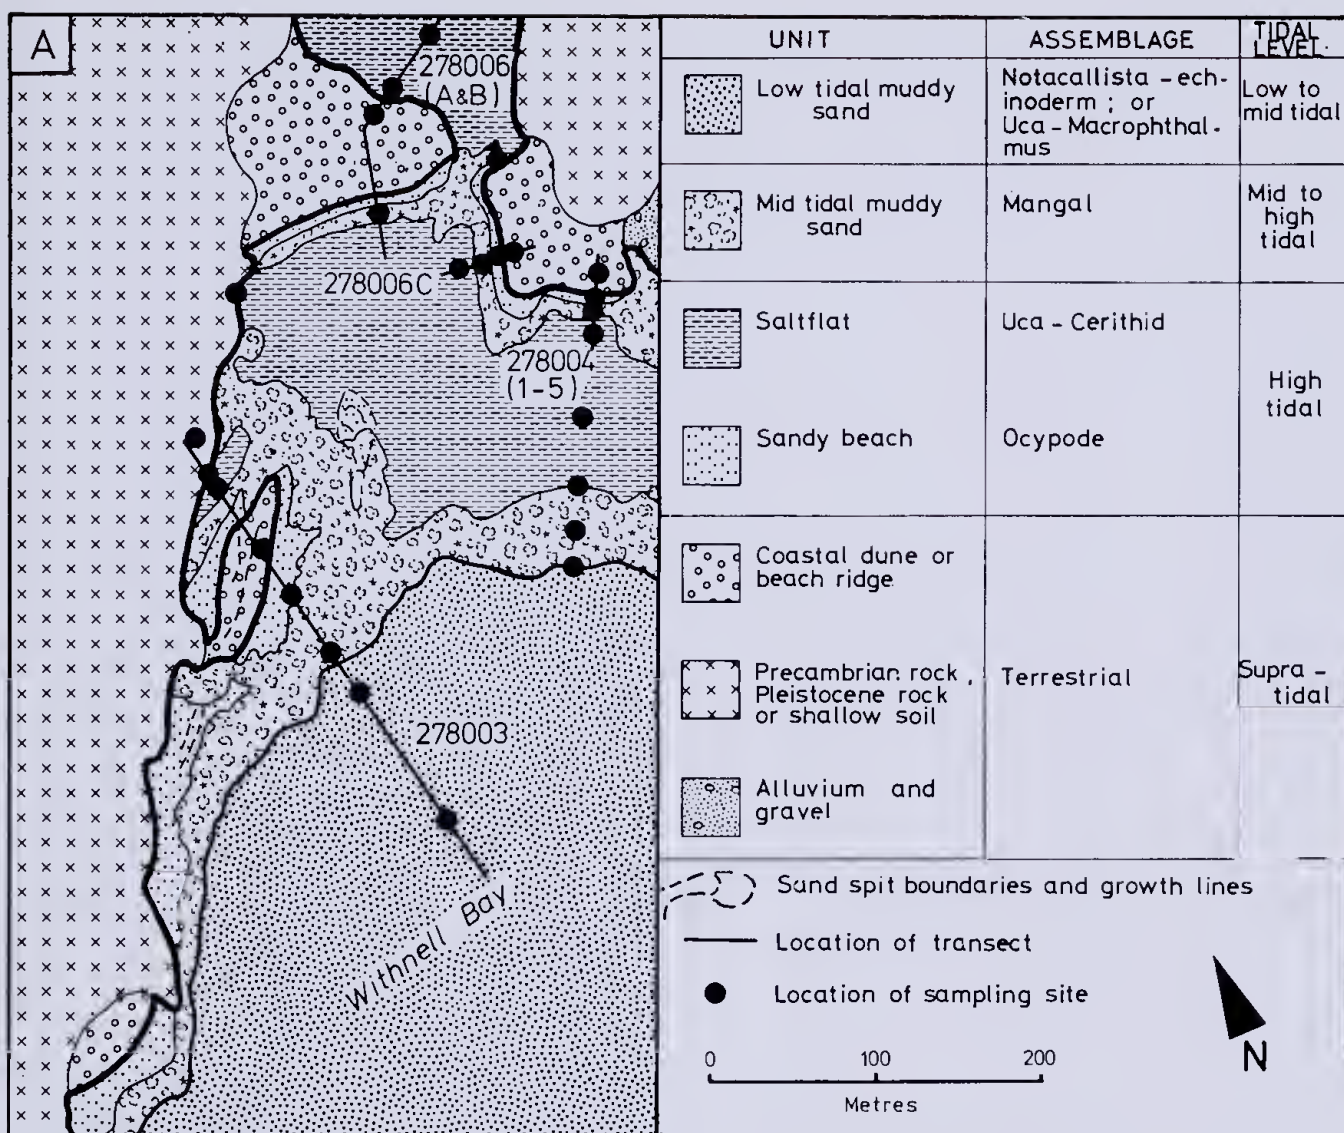 A
278006
(A&B)
278006C
278004
(1-5)
278003
Withnell Bay
UNIT
ASSEMBLAGE
TIDAL
LEVEL
Low tidal muddy
sand
Notacallista - ech-
inoderm ; or
Uca - Macrophthal-
mus
Low to
mid tidal
Mid tidal muddy
sand
Mangal
Mid to
high
tidal
Saltflat
Uca - Cerithid
High
tidal
Sandy beach
Ocypode
Coastal dune or
beach ridge
Precambrian rock,
Pleistocene rock
or shallow soil
Terrestrial
Supra -
tidal
Alluvium and
gravel
Sand spit boundaries and growth lines
Location of transect
Location of sampling site
0 100 200
Metres
N